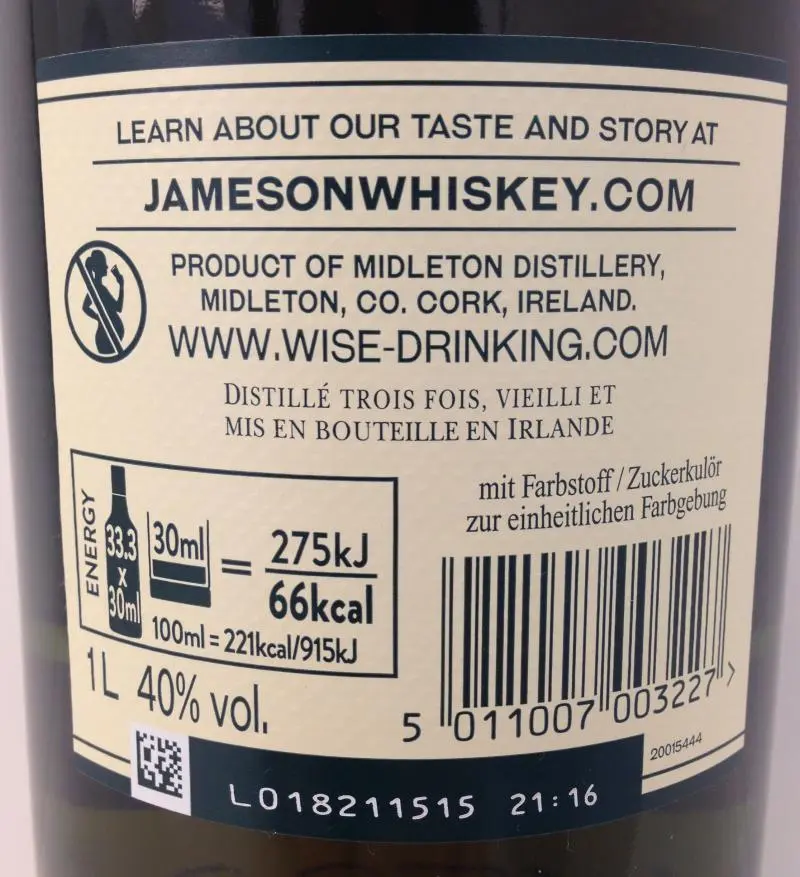 LEARN ABOUT OUR TASTE AND STORY AT
JAMESONWHISKEY.COM
PRODUCT OF MIDLETON DISTILLERY,
MIDLETON, CO. CORK, IRELAND.
WWW.WISE-DRINKING.COM
DISTILLÉ TROIS FOIS, VIEILLI ET
MIS EN BOUTEILLE EN IRLANDE
mit Farbstoff / Zuckerkulör
zur einheitlichen Farbgebung
ENERGY
33.3
x
30ml
30ml
=
275kJ
66kcal
100ml = 221kcal/915kJ
1L 40% vol.
5 011007 003227 >
20015444
L018211515 21:16